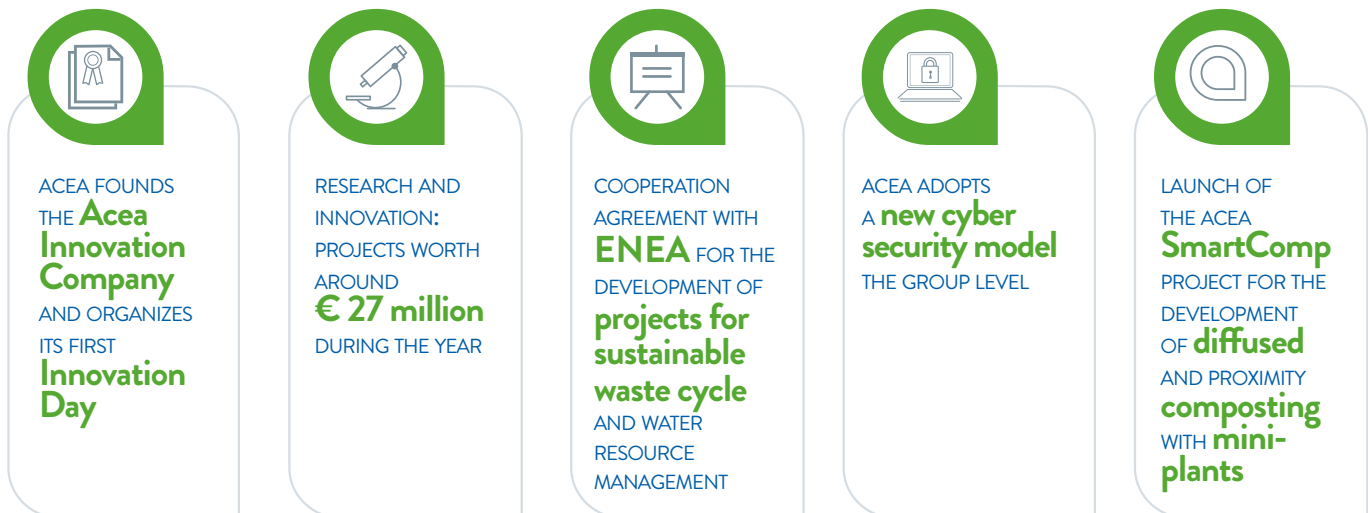 ACEA FOUNDS
THE Acea
Innovation
Company
AND ORGANIZES
ITS FIRST
Innovation
Day
RESEARCH AND
INNOVATION:
PROJECTS WORTH
AROUND
€ 27 million
DURING THE YEAR
COOPERATION
AGREEMENT WITH
ENEA FOR THE
DEVELOPMENT OF
projects for
sustainable
waste cycle
AND WATER
RESOURCE
MANAGEMENT
ACEA ADOPTS
A new cyber
security model
THE GROUP LEVEL
LAUNCH OF
THE ACEA
SmartComp
PROJECT FOR THE
DEVELOPMENT
OF diffused
AND PROXIMITY
composting
WITH mini-
plants